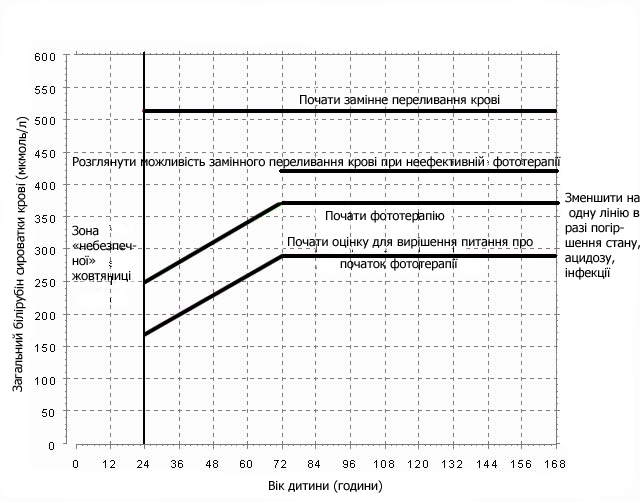 600
550
500
450
400
350
300
250
200
150
100
50
0
Загальний білірубін сироватки крові (мкмоль/л)
Почати замінне переливання крові
Розглянути можливість замінного переливання крові при неефективній фототерапії
Почати фототерапію
Почати оцінку для вирішення питання про
початок фототерапії
Зона
«небезпеч-
ної»
жовтяниці
Зменшити на
одну лінію в
разі погір-
шення стану,
ацидозу,
інфекції
0 12 24 36 48 60 72 84 96 108 120 132 144 156 168
Вік дитини (години)